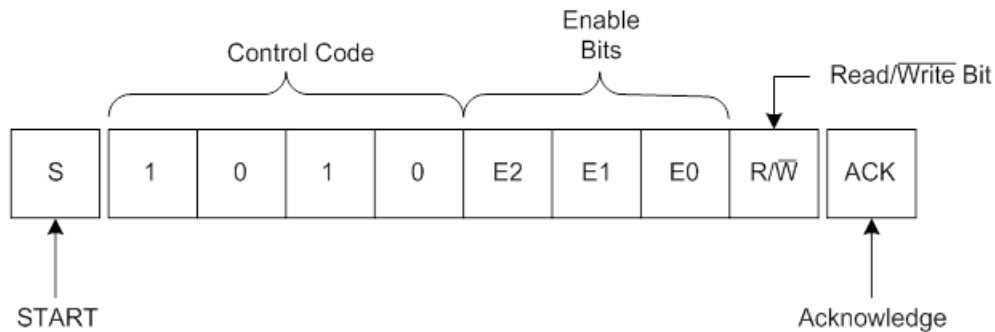 Enable
Bits
Control Code
Read/Write Bit
S 1 0 1 0 E2 E1 E0 R/W̅ ACK
START
Acknowledge